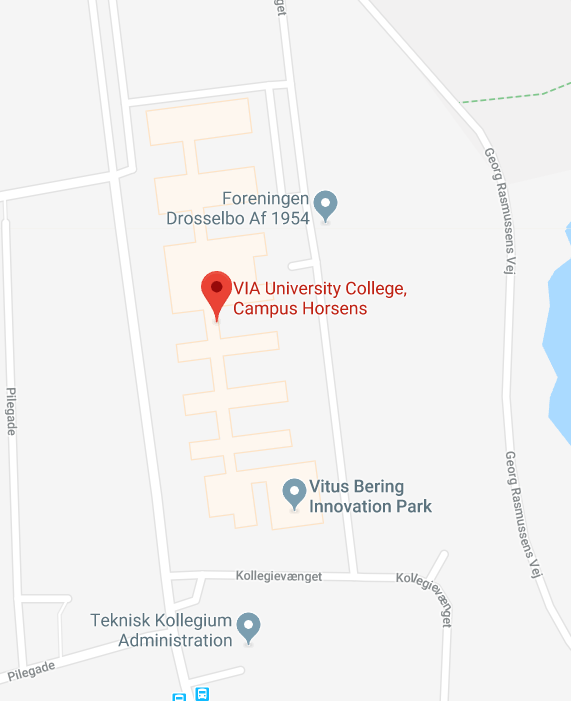 get
Georg Rasmussens Vej
Foreningen
Drosselbo Af 1954
VIA University College,
Campus Horsens
Pilegade
Georg Rasmussens Vej
Vitus Bering
Innovation Park
Kollegievænget
Kollegievænget
Teknisk Kollegium
Administration
Pilegade